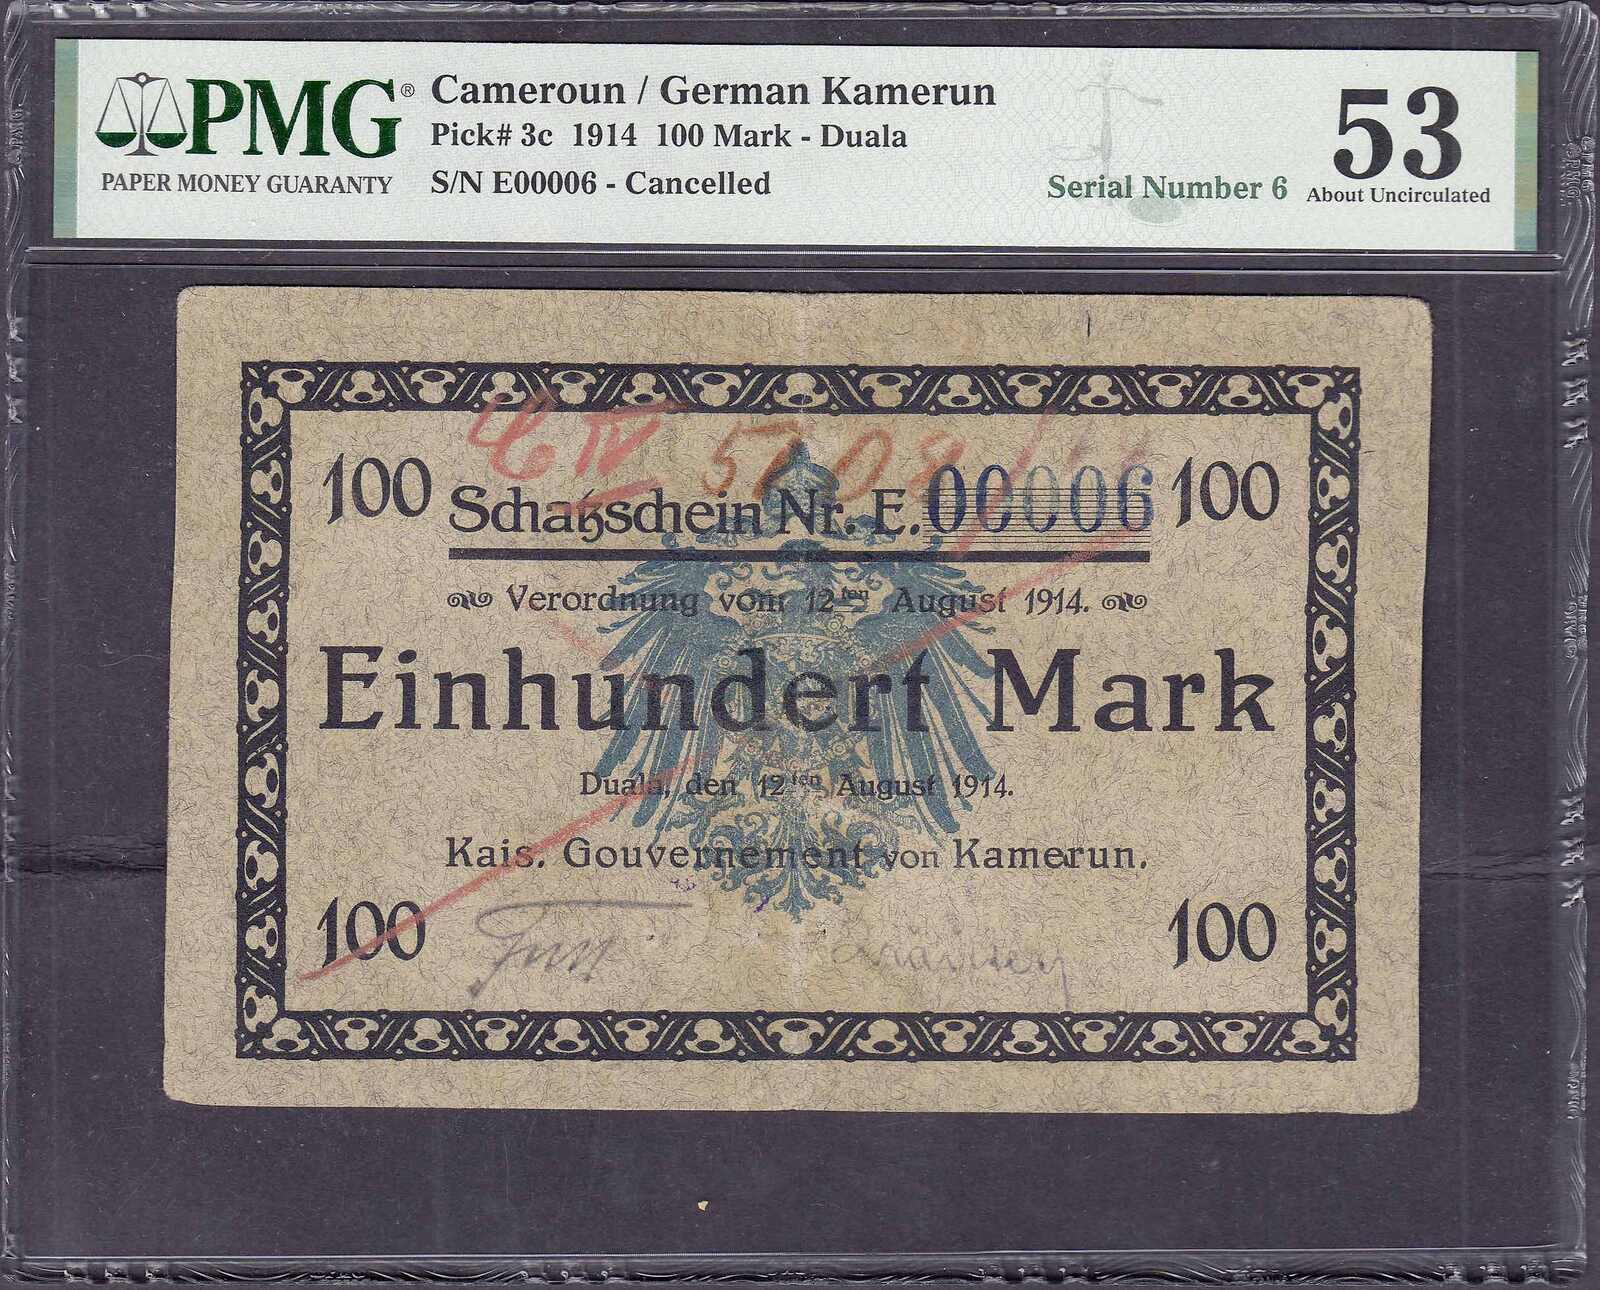 PMG®
PAPER MONEY GUARANTY
Cameroun / German Kamerun
Pick# 3c 1914 100 Mark - Duala
S/N E00006 - Cancelled
Serial Number 6
53
About Uncirculated
100 Schatzschein Nr. E. 00006 100
Verordnung vom 12ten August 1914.
Einhundert Mark
Duala, den 12ten August 1914.
Kais. Gouvernement von Kamerun.
100 100